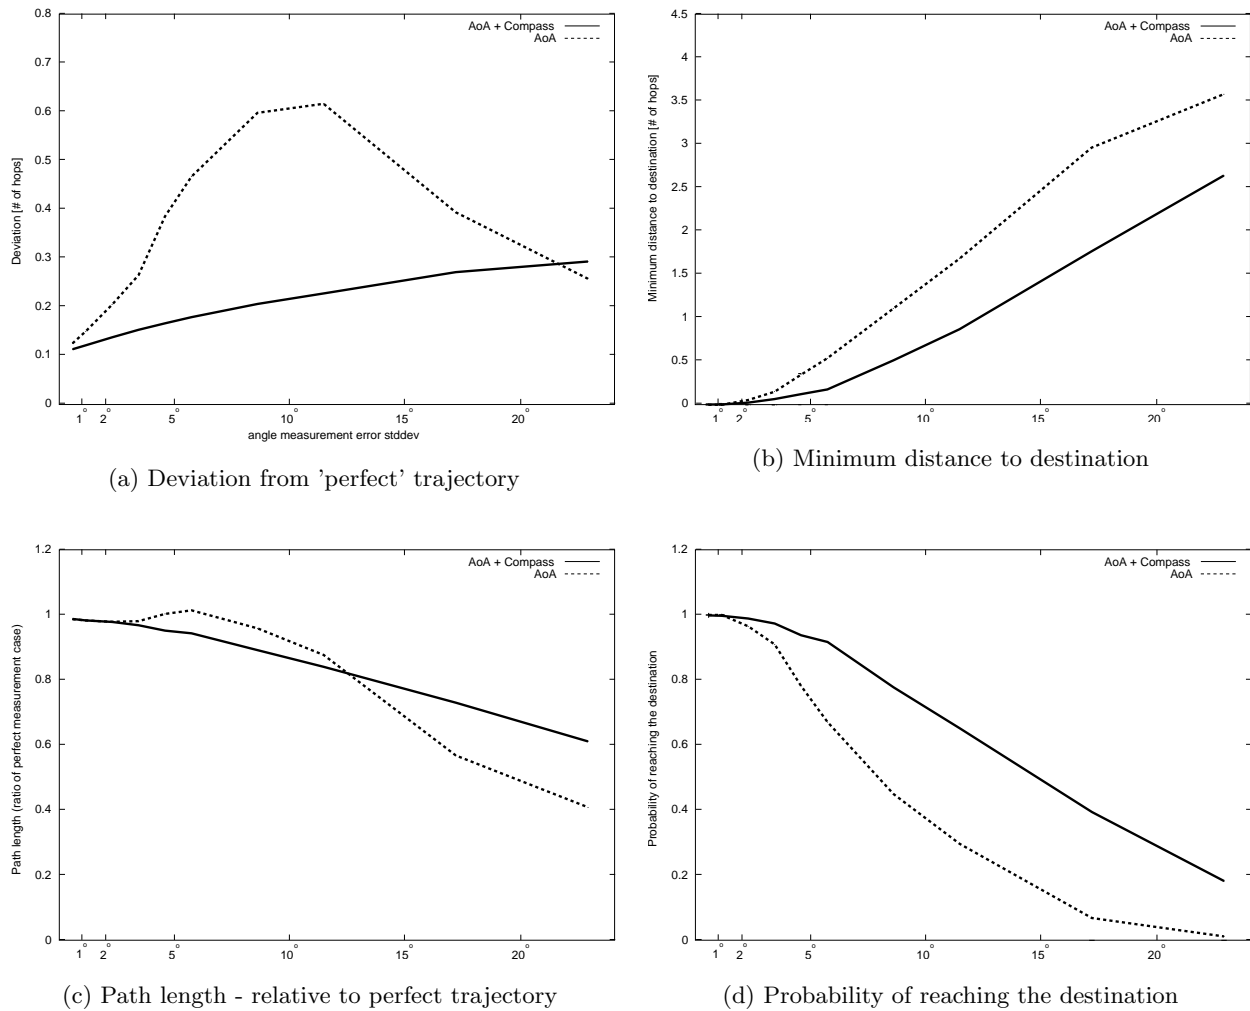 AoA + Compass
AoA
0.8
0.7
0.6
0.5
0.4
0.3
0.2
0.1
0
Deviation [# of hops]
1° 2° 5° 10° 15° 20°
angle measurement error stddev
(a) Deviation from 'perfect' trajectory
AoA + Compass
AoA
4.5
4
3.5
3
2.5
2
1.5
1
0.5
0
Minimum distance to destination [# of hops]
1° 2° 5° 10° 15° 20°
(b) Minimum distance to destination
AoA + Compass
AoA
1.2
1
0.8
0.6
0.4
0.2
0
Path length (ratio of perfect measurement case)
1° 2° 5° 10° 15° 20°
(c) Path length - relative to perfect trajectory
AoA + Compass
AoA
1.2
1
0.8
0.6
0.4
0.2
0
Probability of reaching the destination
1° 2° 5° 10° 15° 20°
(d) Probability of reaching the destination